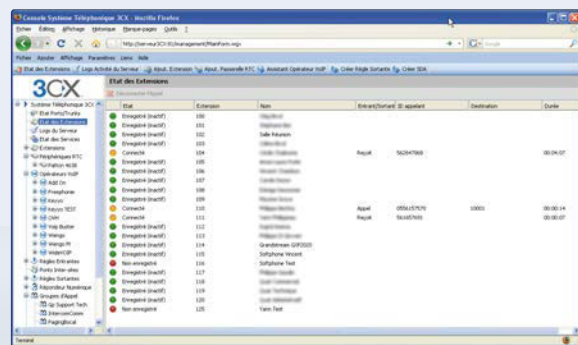 Console Système Téléphonique 3CX - Mozilla Firefox
Fichier Édition Affichage Historique Marque-pages Outils ?
http://serveur3CX:81/management/MainForm.wgx
Google
Fichier Ajouter Affichage Paramètres Liens Aide
Etat des Extensions Logs Activité du Serveur Ajout. Extension Ajout. Passerelle RTC Assistant Opérateur VoIP Créer Règle Sortante Créer SDA
3CX
Etat des Extensions
Déconnecter l'Appel
Etat Extension Nom Entrant/Sortant ID appelant Destination Durée
Enregistré (inactif) 100
Enregistré (inactif) 101
Enregistré (inactif) 102 Salle Réunion
Enregistré (inactif) 103
Connecté 104 Reçoit 00:04:07
Enregistré (inactif) 105
Enregistré (inactif) 106
Enregistré (inactif) 107
Enregistré (inactif) 108
Enregistré (inactif) 109
Connecté 110 Appel 0556157570 10001 00:00:14
Connecté 111 Reçoit 561657691 00:00:07
Enregistré (inactif) 112
Enregistré (inactif) 113
Enregistré (inactif) 114 Grandstream GXP2020
Enregistré (inactif) 115 Softphone Vincent
Non enregistré 116 Softphone Test
Enregistré (inactif) 117
Enregistré (inactif) 118
Enregistré (inactif) 119
Enregistré (inactif) 120
Non enregistré 125 Yann Test
Système Téléphonique 3CX
Etat Ports/Trunks
Etat des Extensions
Logs du Serveur
Etat des Services
Extensions
Périphériques RTC
Patton 4638
Opérateurs VoIP
Add On
Freephonie
Keyyo
Keyyo TEST
OVH
Voip Buster
Wengo
Règles Entrantes
Ponts Inter-sites
Règles Sortantes
Répondeur Numérique
Groupes d'Appel
Gp Support Tech
IntercomComm
PagingBocal
Terminé